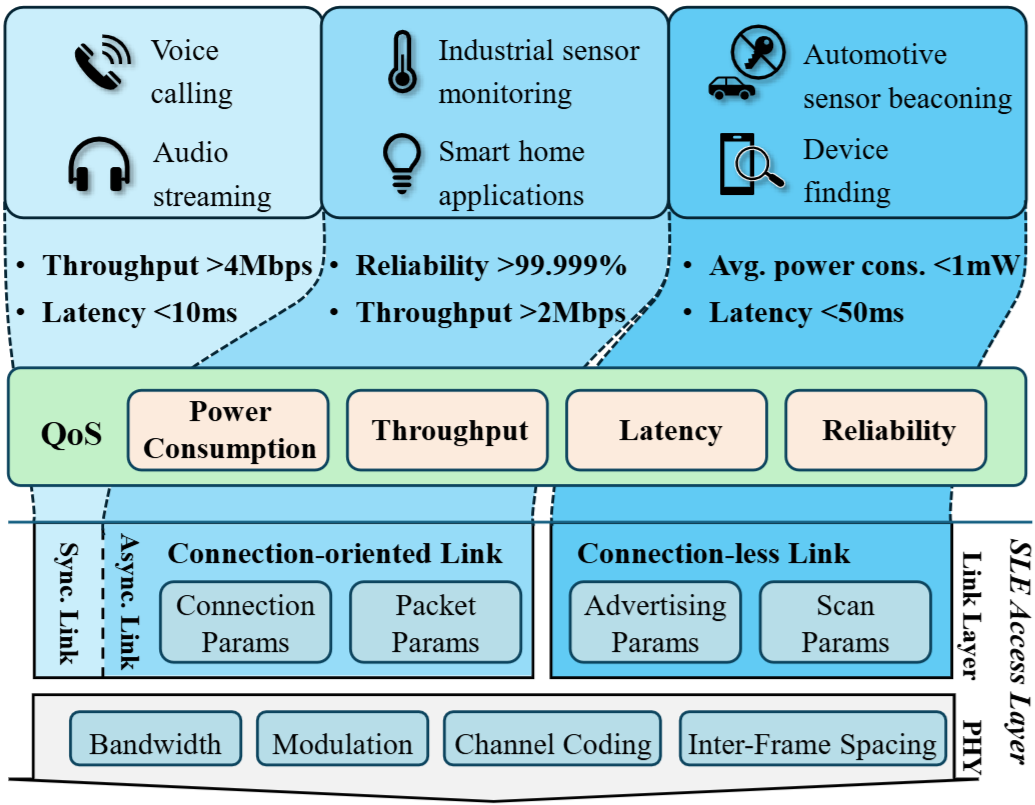 Voice
calling
Audio
streaming
Industrial sensor
monitoring
Smart home
applications
Automotive
sensor beaconing
Device
finding
• Throughput >4Mbps
• Latency <10ms
• Reliability >99.999%
• Throughput >2Mbps
• Avg. power cons. <1mW
• Latency <50ms
QoS
Power
Consumption
Throughput
Latency
Reliability
Sync. Link
Async. Link
Connection-oriented Link
Connection
Params
Packet
Params
Connection-less Link
Advertising
Params
Scan
Params
Link Layer
SLE Access Layer
Bandwidth
Modulation
Channel Coding
Inter-Frame Spacing
PHY